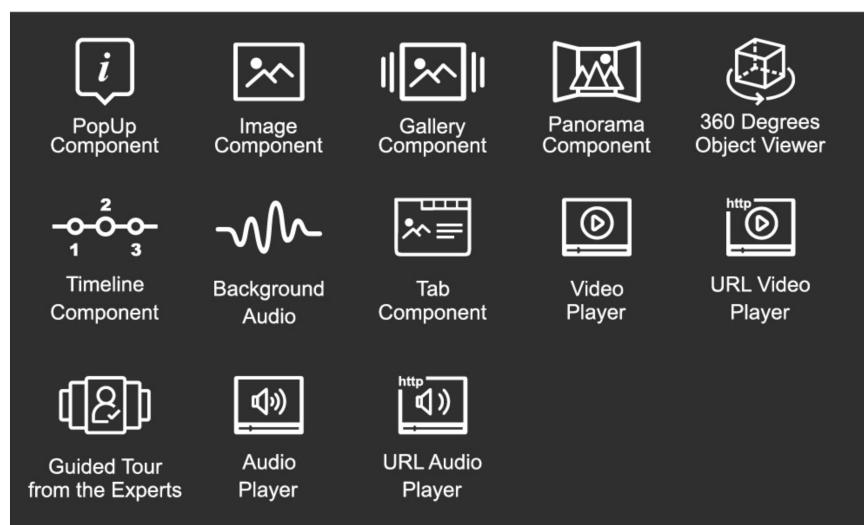 i
PopUp
Component
Image
Component
Gallery
Component
Panorama
Component
360 Degrees
Object Viewer
2
1 3
Timeline
Component
Background
Audio
Tab
Component
Video
Player
http
URL Video
Player
Guided Tour
from the Experts
Audio
Player
http
URL Audio
Player